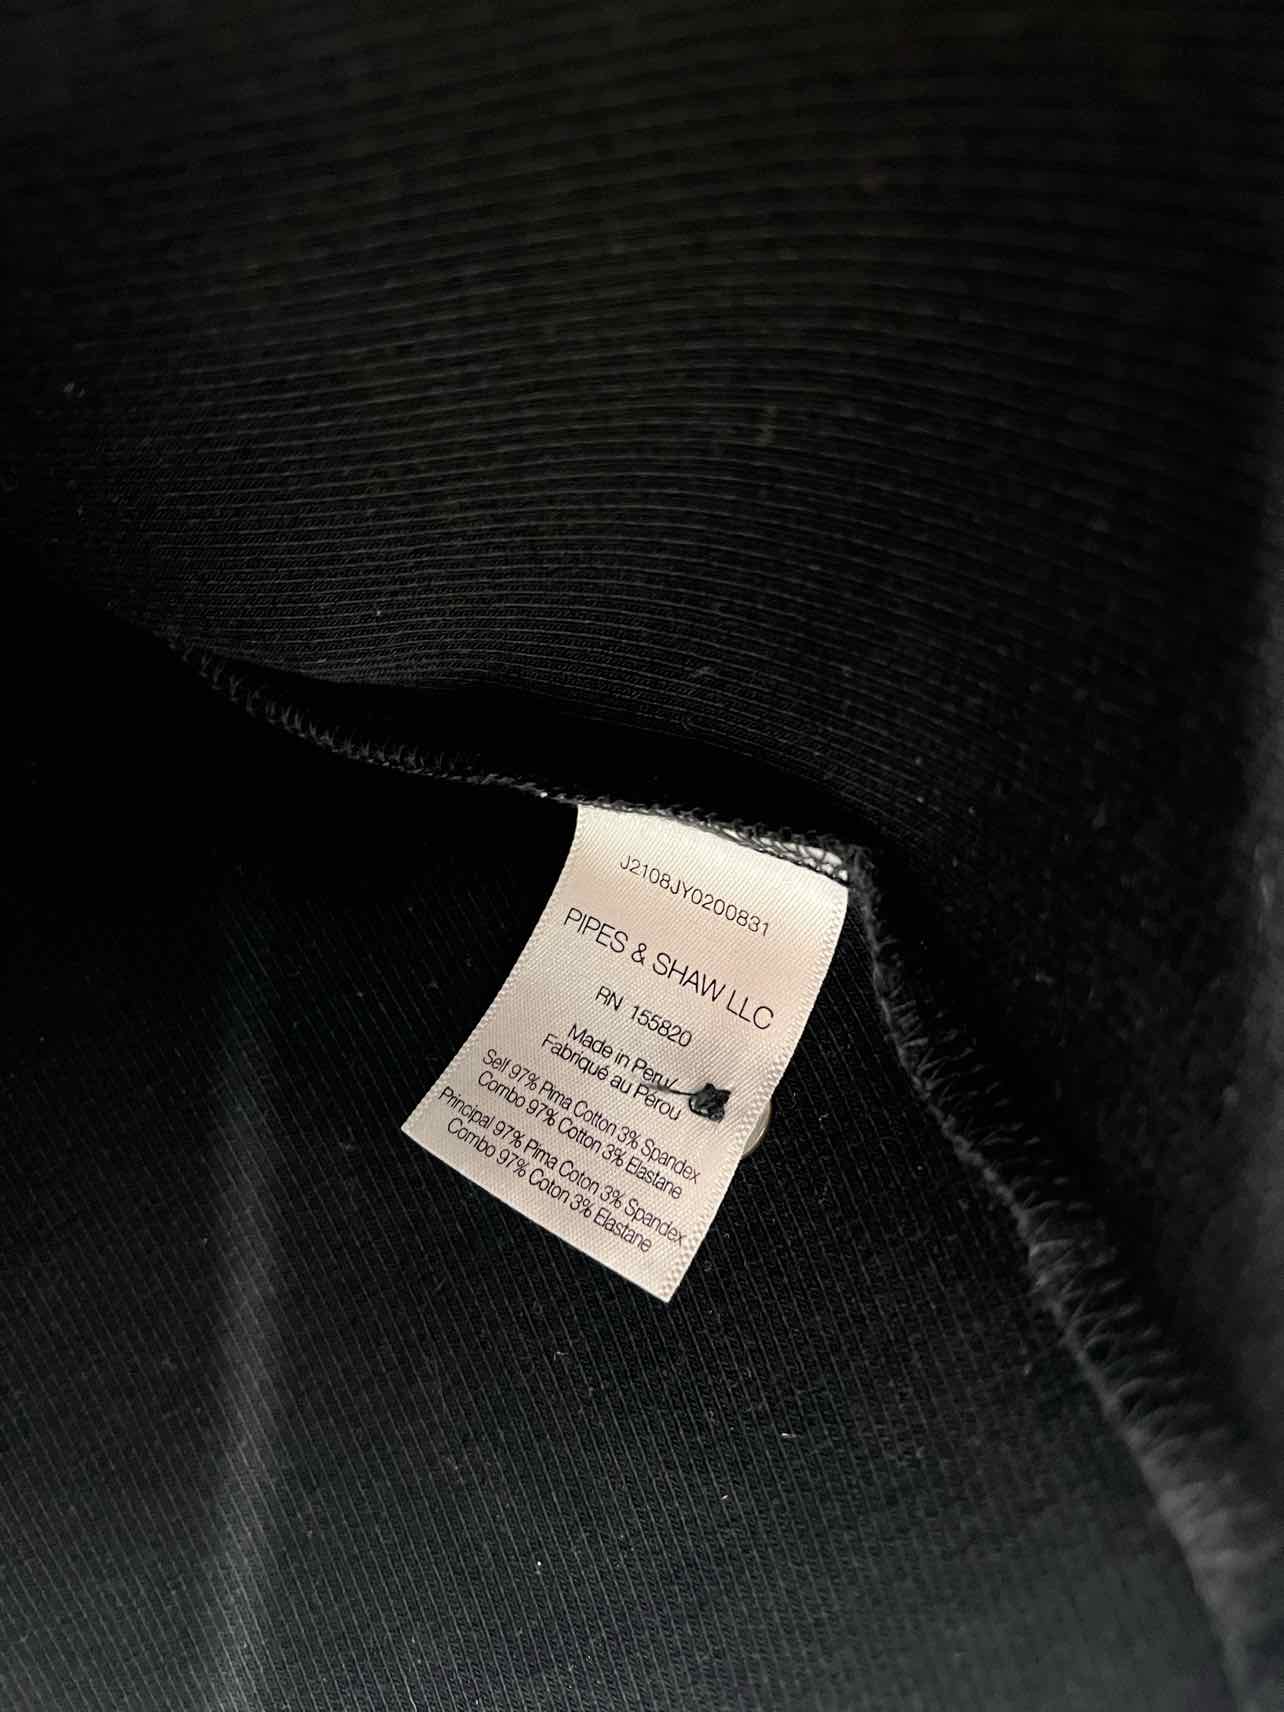 J2108JY0200831
PIPES & SHAW LLC
RN 155820
Made in Peru/
Fabriqué au Pérou
Self 97% Pima Cotton 3% Spandex
Combo 97% Cotton 3% Elastane
Principal 97% Pima Coton 3% Spandex
Combo 97% Coton 3% Elastane